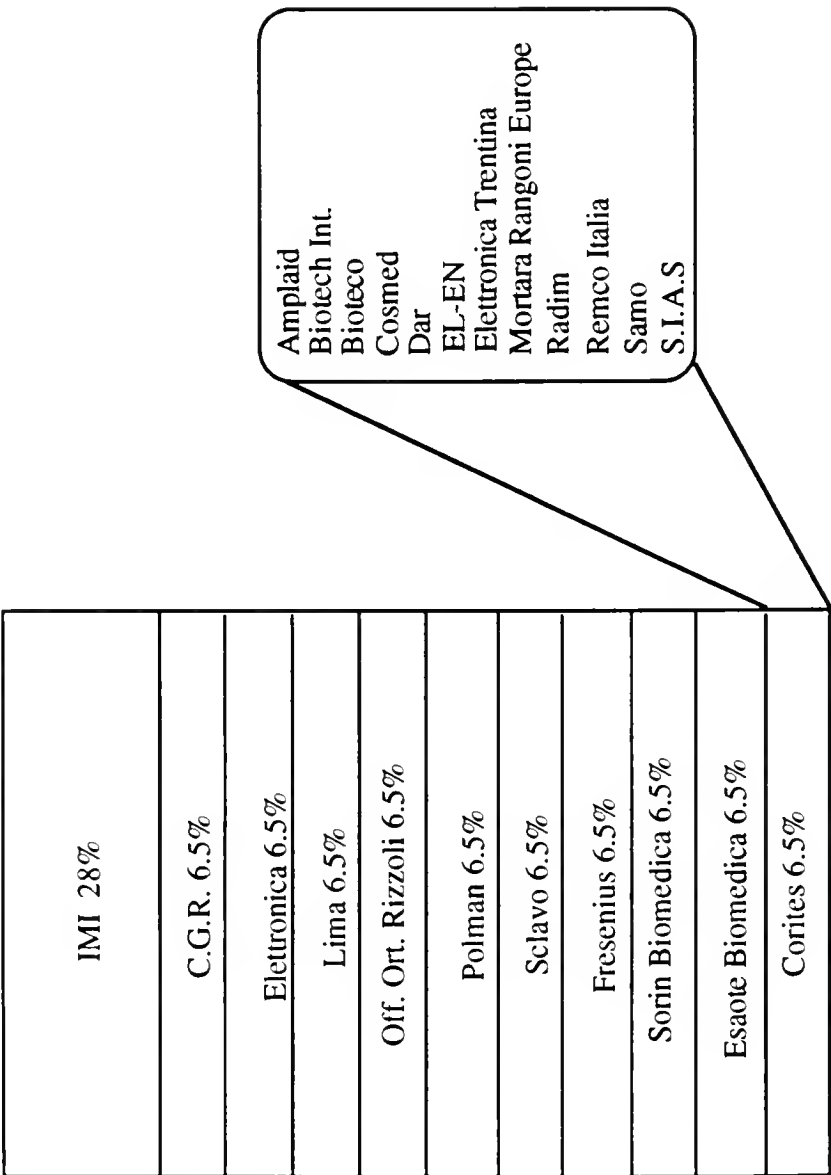 IMI 28%
C.G.R. 6.5%
Elettronica 6.5%
Lima 6.5%
Off. Ort. Rizzoli 6.5%
Polman 6.5%
Sclavo 6.5%
Fresenius 6.5%
Sorin Biomedica 6.5%
Esaote Biomedica 6.5%
Corites 6.5%
Amplaid
Biotech Int.
Bioteco
Cosmed
Dar
EL-EN
Elettronica Trentina
Mortara Rangoni Europe
Radim
Remco Italia
Samo
S.I.A.S